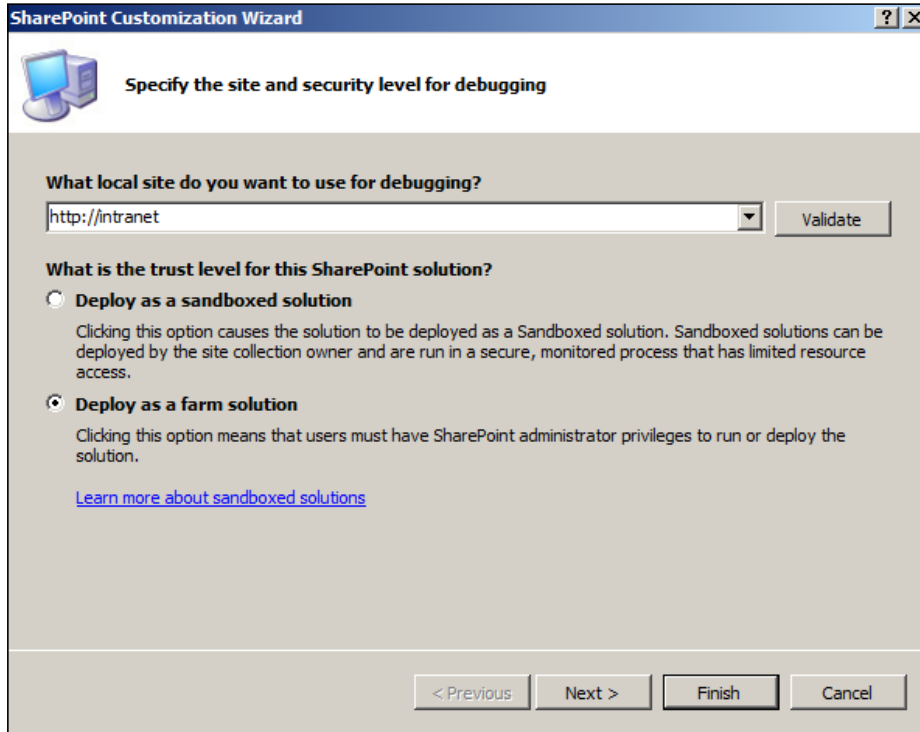 SharePoint Customization Wizard
Specify the site and security level for debugging
What local site do you want to use for debugging?
http://intranet
Validate
What is the trust level for this SharePoint solution?
Deploy as a sandboxed solution
Clicking this option causes the solution to be deployed as a Sandboxed solution. Sandboxed solutions can be
deployed by the site collection owner and are run in a secure, monitored process that has limited resource
access.
Deploy as a farm solution
Clicking this option means that users must have SharePoint administrator privileges to run or deploy the
solution.
Learn more about sandboxed solutions
< Previous
Next >
Finish
Cancel